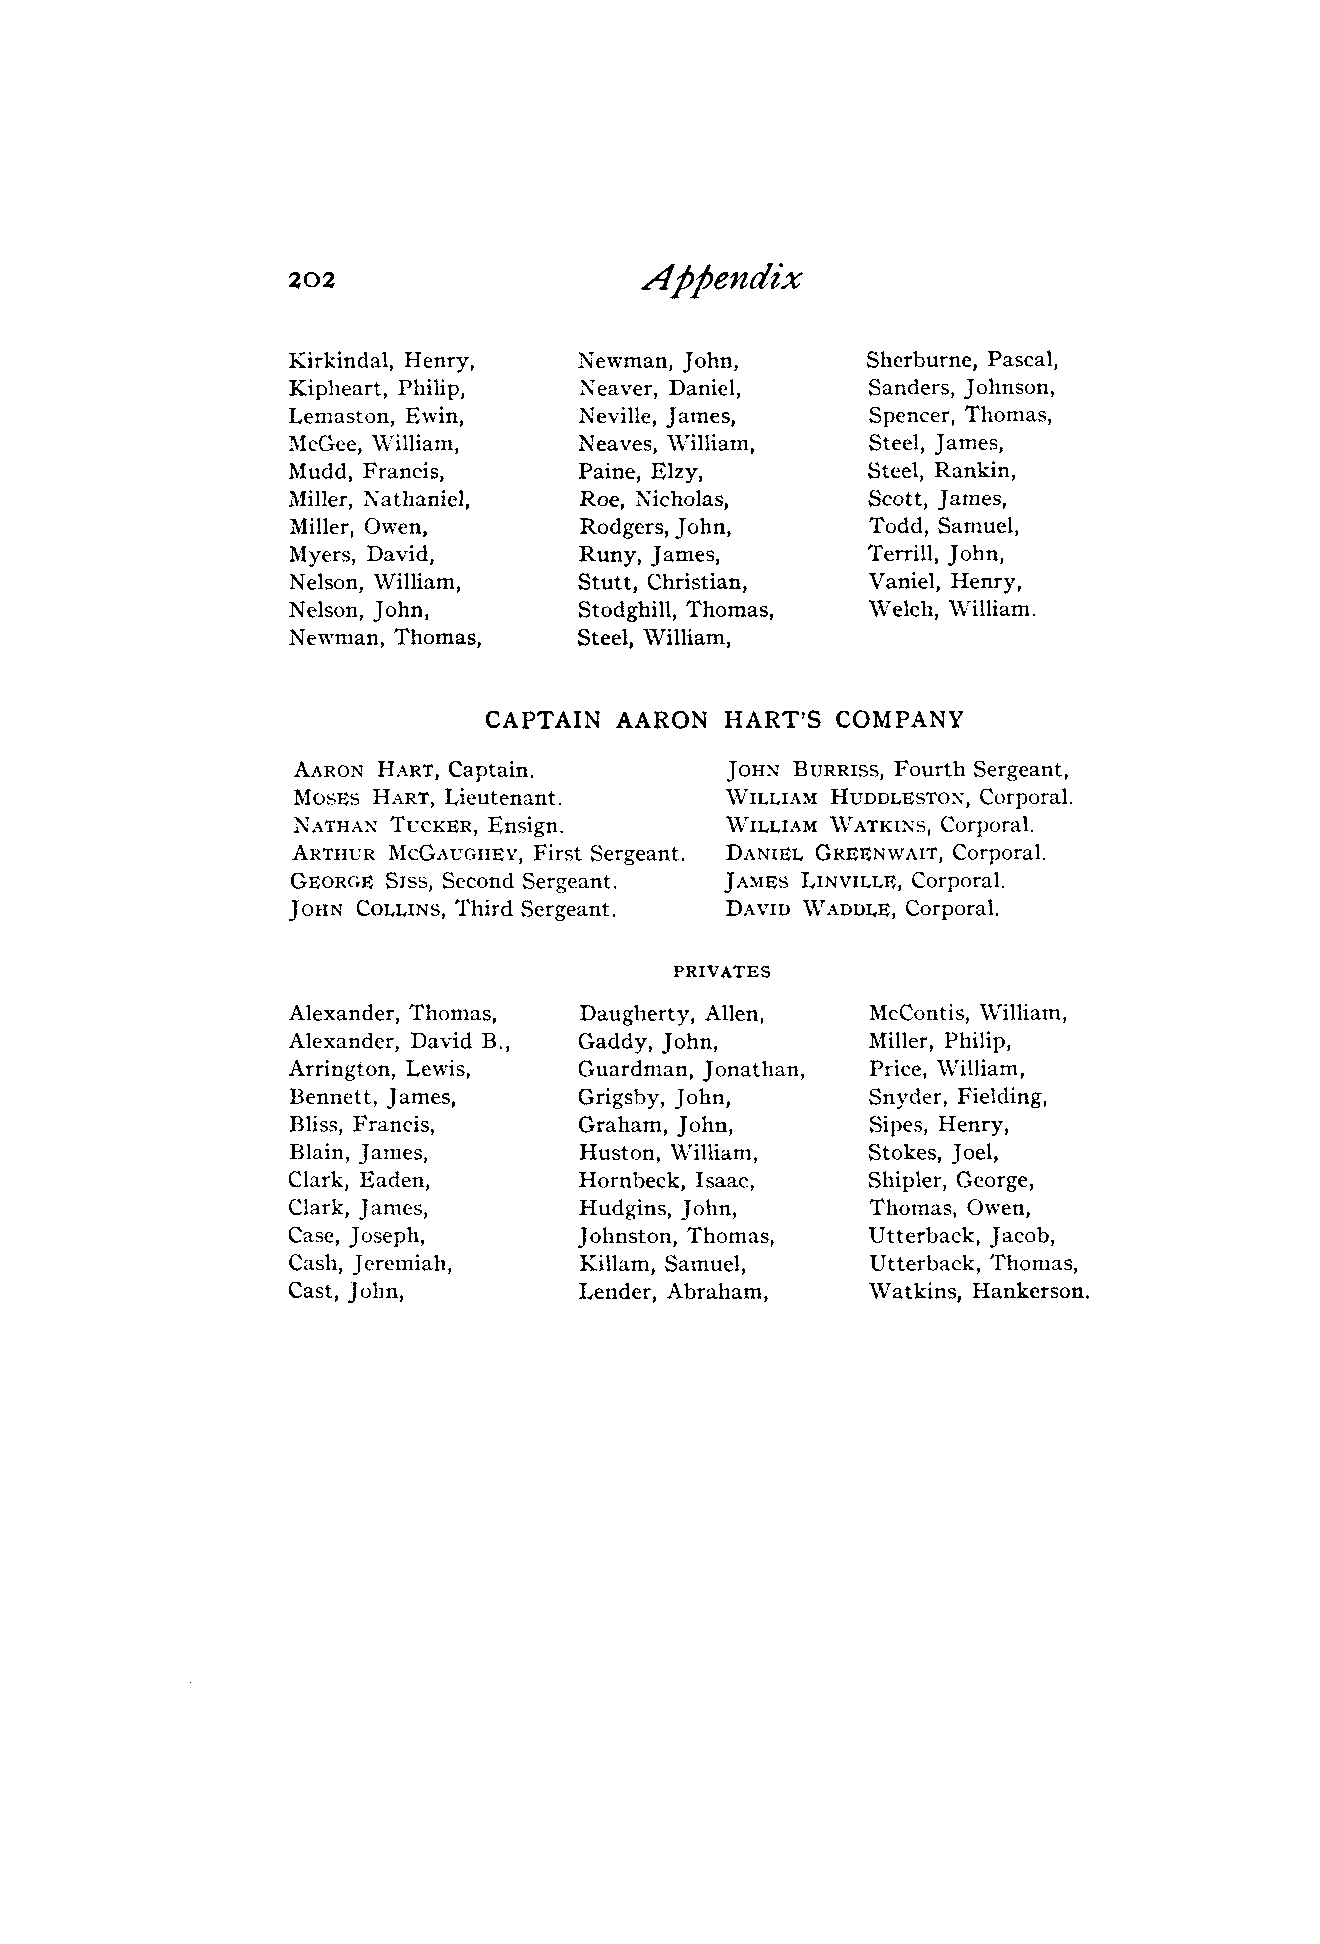 202 Appendix
Kirkindal, Henry,
Kipheart, Philip,
Lemaston, Ewin,
McGee, William,
Mudd, Francis,
Miller, Nathaniel,
Miller, Owen,
Myers, David,
Nelson, William,
Nelson, John,
Newman, Thomas,
Newman, John,
Neaver, Daniel,
Neville, James,
Neaves, William,
Paine, Elzy,
Roe, Nicholas,
Rodgers, John,
Runy, James,
Stutt, Christian,
Stodghill, Thomas,
Steel, William,
Sherburne, Pascal,
Sanders, Johnson,
Spencer, Thomas,
Steel, James,
Steel, Rankin,
Scott, James,
Todd, Samuel,
Terrill, John,
Vaniel, Henry,
Welch, William.
CAPTAIN AARON HART'S COMPANY
AARON HART, Captain.
MOSES HART, Lieutenant.
NATHAN TUCKER, Ensign.
ARTHUR MCGAUGHEY, First Sergeant.
GEORGE SISS, Second Sergeant.
JOHN COLLINS, Third Sergeant.
JOHN BURRISS, Fourth Sergeant,
WILLIAM HUDDLESTON, Corporal.
WILLIAM WATKINS, Corporal.
DANIEL GREENWAIT, Corporal.
JAMES LINVILLE, Corporal.
DAVID WADDLE, Corporal.
PRIVATES
Alexander, Thomas,
Alexander, David B.,
Arrington, Lewis,
Bennett, James,
Bliss, Francis,
Blain, James,
Clark, Eaden,
Clark, James,
Case, Joseph,
Cash, Jeremiah,
Cast, John,
Daugherty, Allen,
Gaddy, John,
Guardman, Jonathan,
Grigsby, John,
Graham, John,
Huston, William,
Hornbeck, Isaac,
Hudgins, John,
Johnston, Thomas,
Killam, Samuel,
Lender, Abraham,
McContis, William,
Miller, Philip,
Price, William,
Snyder, Fielding,
Sipes, Henry,
Stokes, Joel,
Shipler, George,
Thomas, Owen,
Utterback, Jacob,
Utterback, Thomas,
Watkins, Hankerson.